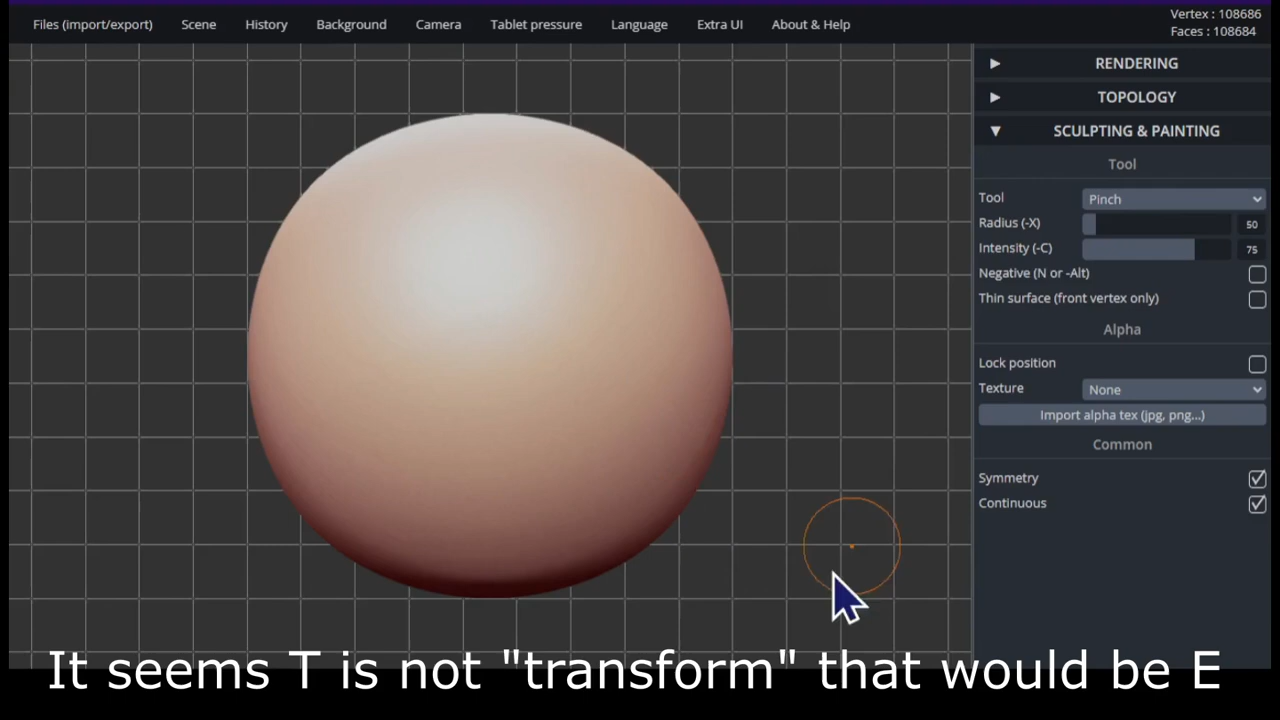 Files (import/export) Scene History Background Camera Tablet pressure Language Extra UI About & Help
Vertex : 108686
Faces : 108684
RENDERING
TOPOLOGY
SCULPTING & PAINTING
Tool
Tool Pinch
Radius (-X) 50
Intensity (-C) 75
Negative (N or -Alt)
Thin surface (front vertex only)
Alpha
Lock position
Texture None
Import alpha tex (jpg, png...)
Common
Symmetry
Continuous
It seems T is not "transform" that would be E